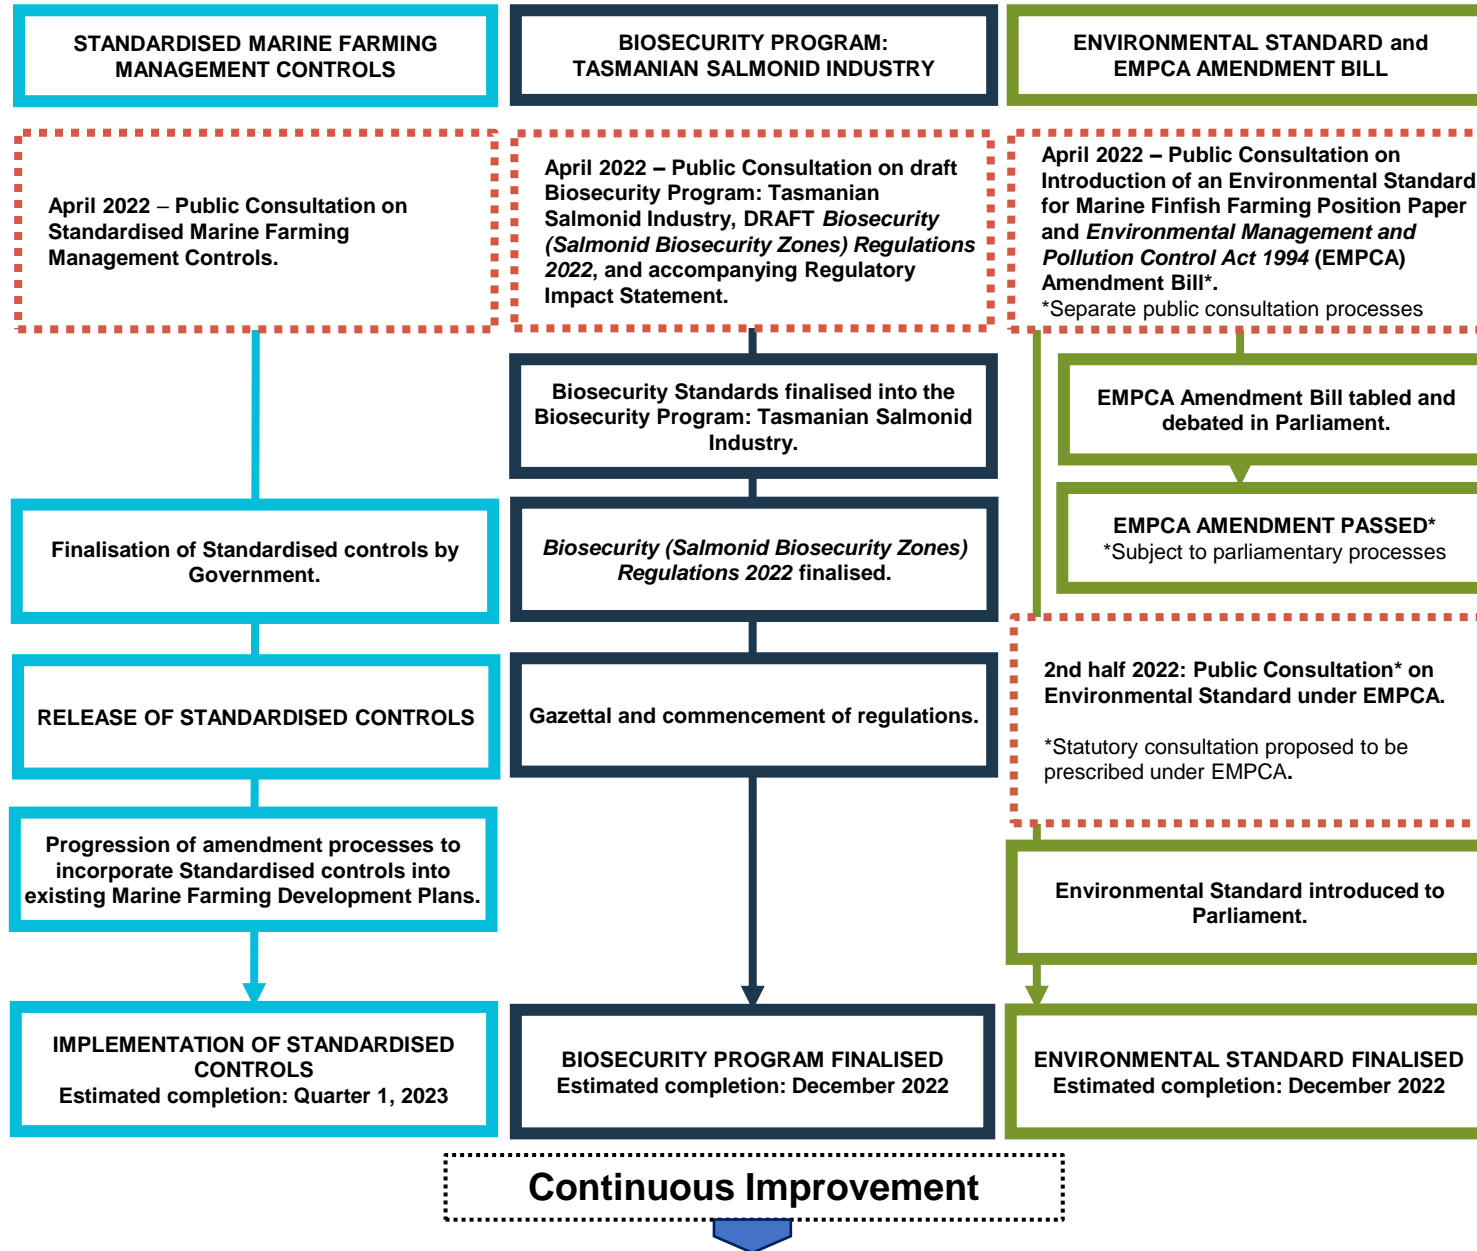 STANDARDISED MARINE FARMING
MANAGEMENT CONTROLS
BIOSECURITY PROGRAM:
TASMANIAN SALMONID INDUSTRY
ENVIRONMENTAL STANDARD and
EMPCA AMENDMENT BILL
April 2022 – Public Consultation on
Standardised Marine Farming
Management Controls.
April 2022 – Public Consultation on draft
Biosecurity Program: Tasmanian
Salmonid Industry, DRAFT Biosecurity
(Salmonid Biosecurity Zones) Regulations
2022, and accompanying Regulatory
Impact Statement.
April 2022 – Public Consultation on
Introduction of an Environmental Standard
for Marine Finfish Farming Position Paper
and Environmental Management and
Pollution Control Act 1994 (EMPCA)
Amendment Bill*.
*Separate public consultation processes
Biosecurity Standards finalised into the
Biosecurity Program: Tasmanian Salmonid
Industry.
EMPCA Amendment Bill tabled and
debated in Parliament.
Finalisation of Standardised controls by
Government.
Biosecurity (Salmonid Biosecurity Zones)
Regulations 2022 finalised.
EMPCA AMENDMENT PASSED*
*Subject to parliamentary processes
RELEASE OF STANDARDISED CONTROLS
Gazettal and commencement of regulations.
2nd half 2022: Public Consultation* on
Environmental Standard under EMPCA.
*Statutory consultation proposed to be
prescribed under EMPCA.
Progression of amendment processes to
incorporate Standardised controls into
existing Marine Farming Development Plans.
Environmental Standard introduced to
Parliament.
IMPLEMENTATION OF STANDARDISED
CONTROLS
Estimated completion: Quarter 1, 2023
BIOSECURITY PROGRAM FINALISED
Estimated completion: December 2022
ENVIRONMENTAL STANDARD FINALISED
Estimated completion: December 2022
Continuous Improvement